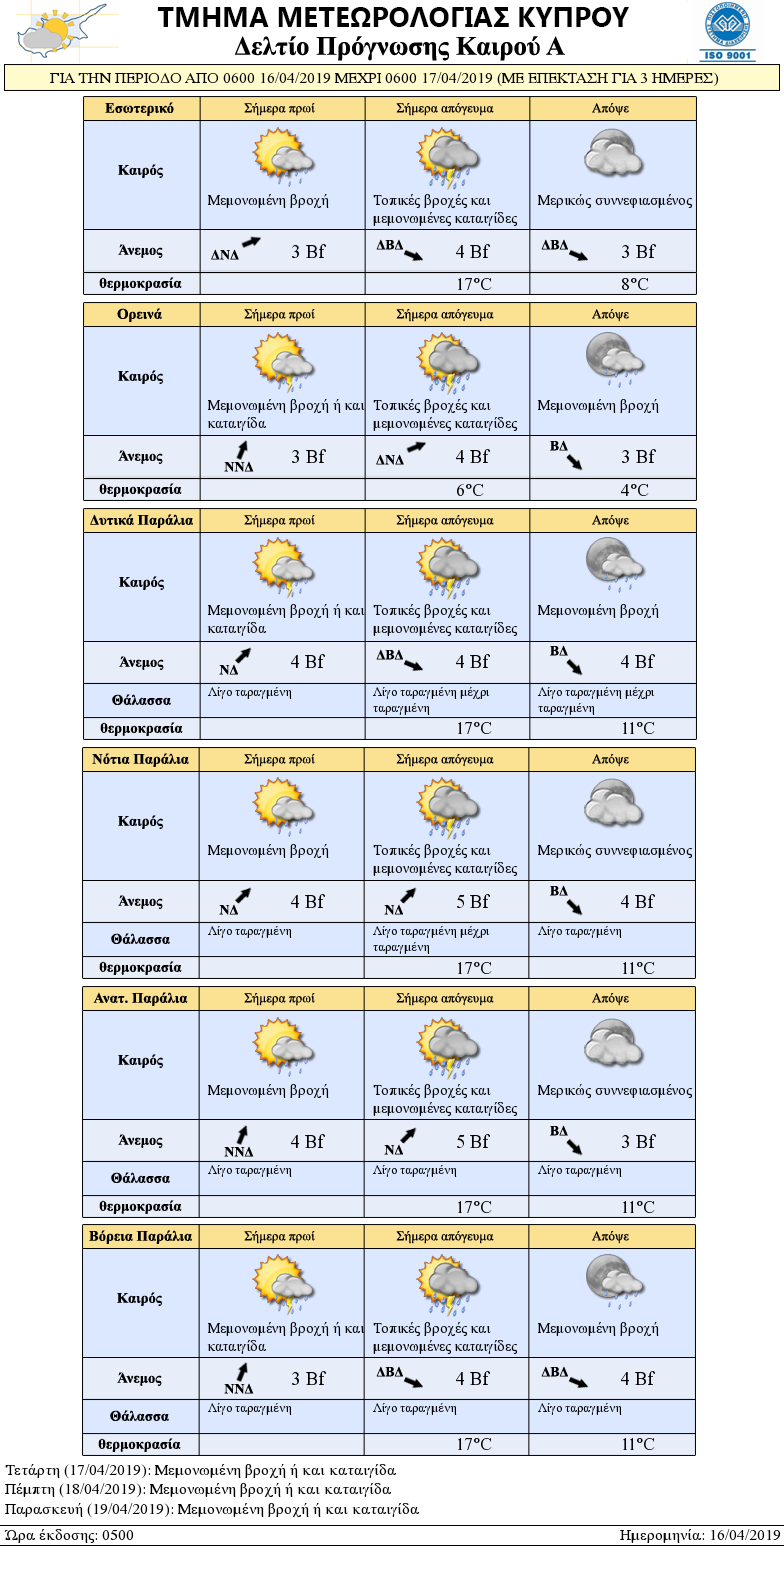 ΤΜΗΜΑ ΜΕΤΕΩΡΟΛΟΓΙΑΣ ΚΥΠΡΟΥ
Δελτίο Πρόγνωσης Καιρού Α
ISO 9001
ΓΙΑ ΤΗΝ ΠΕΡΙΟΔΟ ΑΠΟ 0600 16/04/2019 ΜΕΧΡΙ 0600 17/04/2019 (ΜΕ ΕΠΕΚΤΑΣΗ ΓΙΑ 3 ΗΜΕΡΕΣ)
Εσωτερικό Σήμερα πρωί Σήμερα απόγευμα Απόψε
Καιρός
Μεμονωμένη βροχή Τοπικές βροχές και Μερικώς συννεφιασμένος
μεμονωμένες καταιγίδες
Άνεμος ΔΝΔ 3 Bf ΔΒΔ 4 Bf ΔΒΔ 3 Bf
θερμοκρασία 17°C 8°C
Ορεινά Σήμερα πρωί Σήμερα απόγευμα Απόψε
Καιρός
Μεμονωμένη βροχή ή και Τοπικές βροχές και Μεμονωμένη βροχή
καταιγίδα μεμονωμένες καταιγίδες
Άνεμος ΝΝΔ 3 Bf ΔΝΔ 4 Bf ΒΔ 3 Bf
θερμοκρασία 6°C 4°C
Δυτικά Παράλια Σήμερα πρωί Σήμερα απόγευμα Απόψε
Καιρός
Μεμονωμένη βροχή ή και Τοπικές βροχές και Μεμονωμένη βροχή
καταιγίδα μεμονωμένες καταιγίδες
Άνεμος ΝΔ 4 Bf ΔΒΔ 4 Bf ΒΔ 4 Bf
Θάλασσα Λίγο ταραγμένη Λίγο ταραγμένη μέχρι Λίγο ταραγμένη μέχρι
ταραγμένη ταραγμένη
θερμοκρασία 17°C 11°C
Νότια Παράλια Σήμερα πρωί Σήμερα απόγευμα Απόψε
Καιρός
Μεμονωμένη βροχή Τοπικές βροχές και Μερικώς συννεφιασμένος
μεμονωμένες καταιγίδες
Άνεμος ΝΔ 4 Bf ΝΔ 5 Bf ΒΔ 4 Bf
Θάλασσα Λίγο ταραγμένη Λίγο ταραγμένη μέχρι Λίγο ταραγμένη
ταραγμένη
θερμοκρασία 17°C 11°C
Ανατ. Παράλια Σήμερα πρωί Σήμερα απόγευμα Απόψε
Καιρός
Μεμονωμένη βροχή Τοπικές βροχές και Μερικώς συννεφιασμένος
μεμονωμένες καταιγίδες
Άνεμος ΝΝΔ 4 Bf ΝΔ 5 Bf ΒΔ 3 Bf
Θάλασσα Λίγο ταραγμένη Λίγο ταραγμένη Λίγο ταραγμένη
θερμοκρασία 17°C 11°C
Βόρεια Παράλια Σήμερα πρωί Σήμερα απόγευμα Απόψε
Καιρός
Μεμονωμένη βροχή ή και Τοπικές βροχές και Μεμονωμένη βροχή
καταιγίδα μεμονωμένες καταιγίδες
Άνεμος ΝΝΔ 3 Bf ΔΒΔ 4 Bf ΔΒΔ 4 Bf
Θάλασσα Λίγο ταραγμένη Λίγο ταραγμένη Λίγο ταραγμένη
θερμοκρασία 17°C 11°C
Τετάρτη (17/04/2019): Μεμονωμένη βροχή ή και καταιγίδα
Πέμπτη (18/04/2019): Μεμονωμένη βροχή ή και καταιγίδα
Παρασκευή (19/04/2019): Μεμονωμένη βροχή ή και καταιγίδα
Ώρα έκδοσης: 0500 Ημερομηνία: 16/04/2019